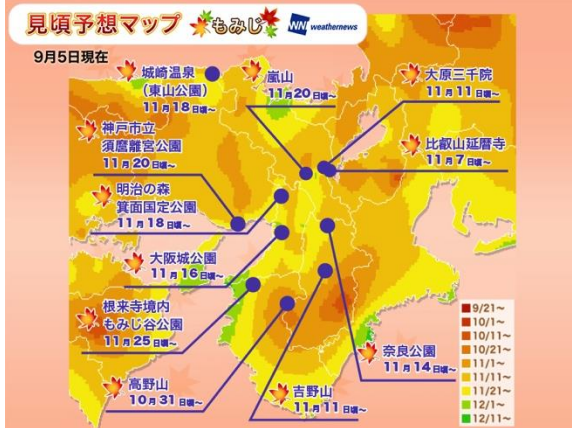 見頃予想マップ もみじ WN weathernews
9月5日現在
城崎温泉
(東山公園)
11月18日頃~
嵐山
11月20日頃~
大原三千院
11月11日頃~
神戸市立
須磨離宮公園
11月20日頃~
比叡山延暦寺
11月7日頃~
明治の森
箕面国定公園
11月18日頃~
大阪城公園
11月16日頃~
根来寺境内
もみじ谷公園
11月25日頃~
高野山
10月31日頃~
吉野山
11月11日頃~
奈良公園
11月14日頃~
9/21~
10/1~
10/11~
10/21~
11/1~
11/11~
11/21~
12/1~
12/11~